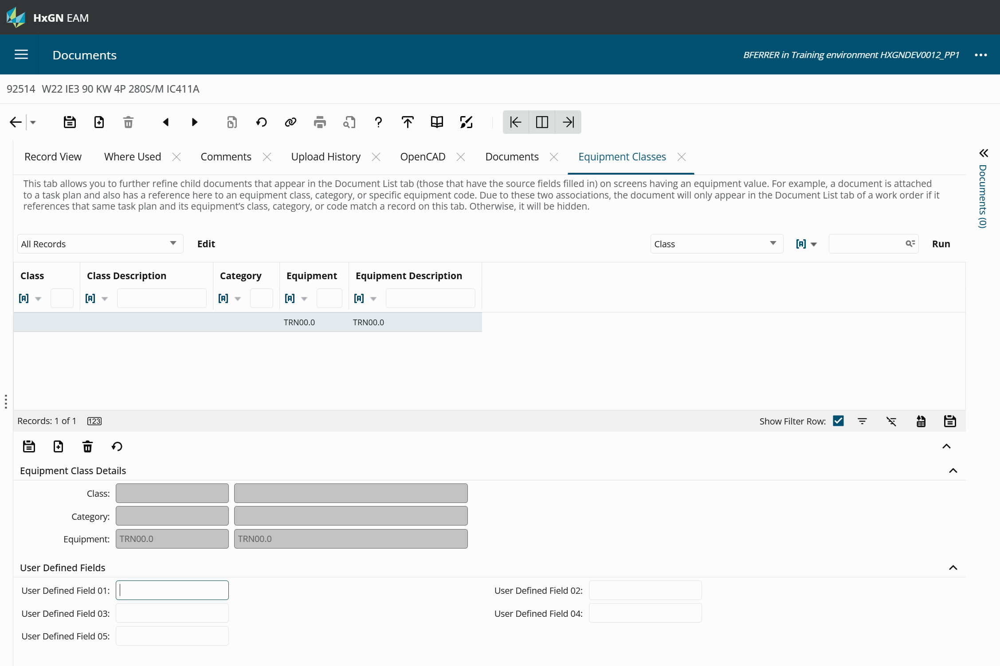 HxGN EAM
Documents
BFERRER in Training environment HXGNDEV0012_PP1
92514 W22 IE3 90 KW 4P 280S/M IC411A
Record View Where Used Comments Upload History OpenCAD Documents Equipment Classes
Documents (0)
This tab allows you to further refine child documents that appear in the Document List tab (those that have the source fields filled in) on screens having an equipment value. For example, a document is attached
to a task plan and also has a reference here to an equipment class, category, or specific equipment code. Due to these two associations, the document will only appear in the Document List tab of a work order if it
references that same task plan and its equipment’s class, category, or code match a record on this tab. Otherwise, it will be hidden.
All Records Edit Class [A] Run
Class Class Description Category Equipment Equipment Description
[A] [A] [A] [A] [A]
TRN00.0 TRN00.0
Records: 1 of 1 123 Show Filter Row:
Equipment Class Details
Class:
Category:
Equipment: TRN00.0 TRN00.0
User Defined Fields
User Defined Field 01: User Defined Field 02:
User Defined Field 03: User Defined Field 04:
User Defined Field 05: